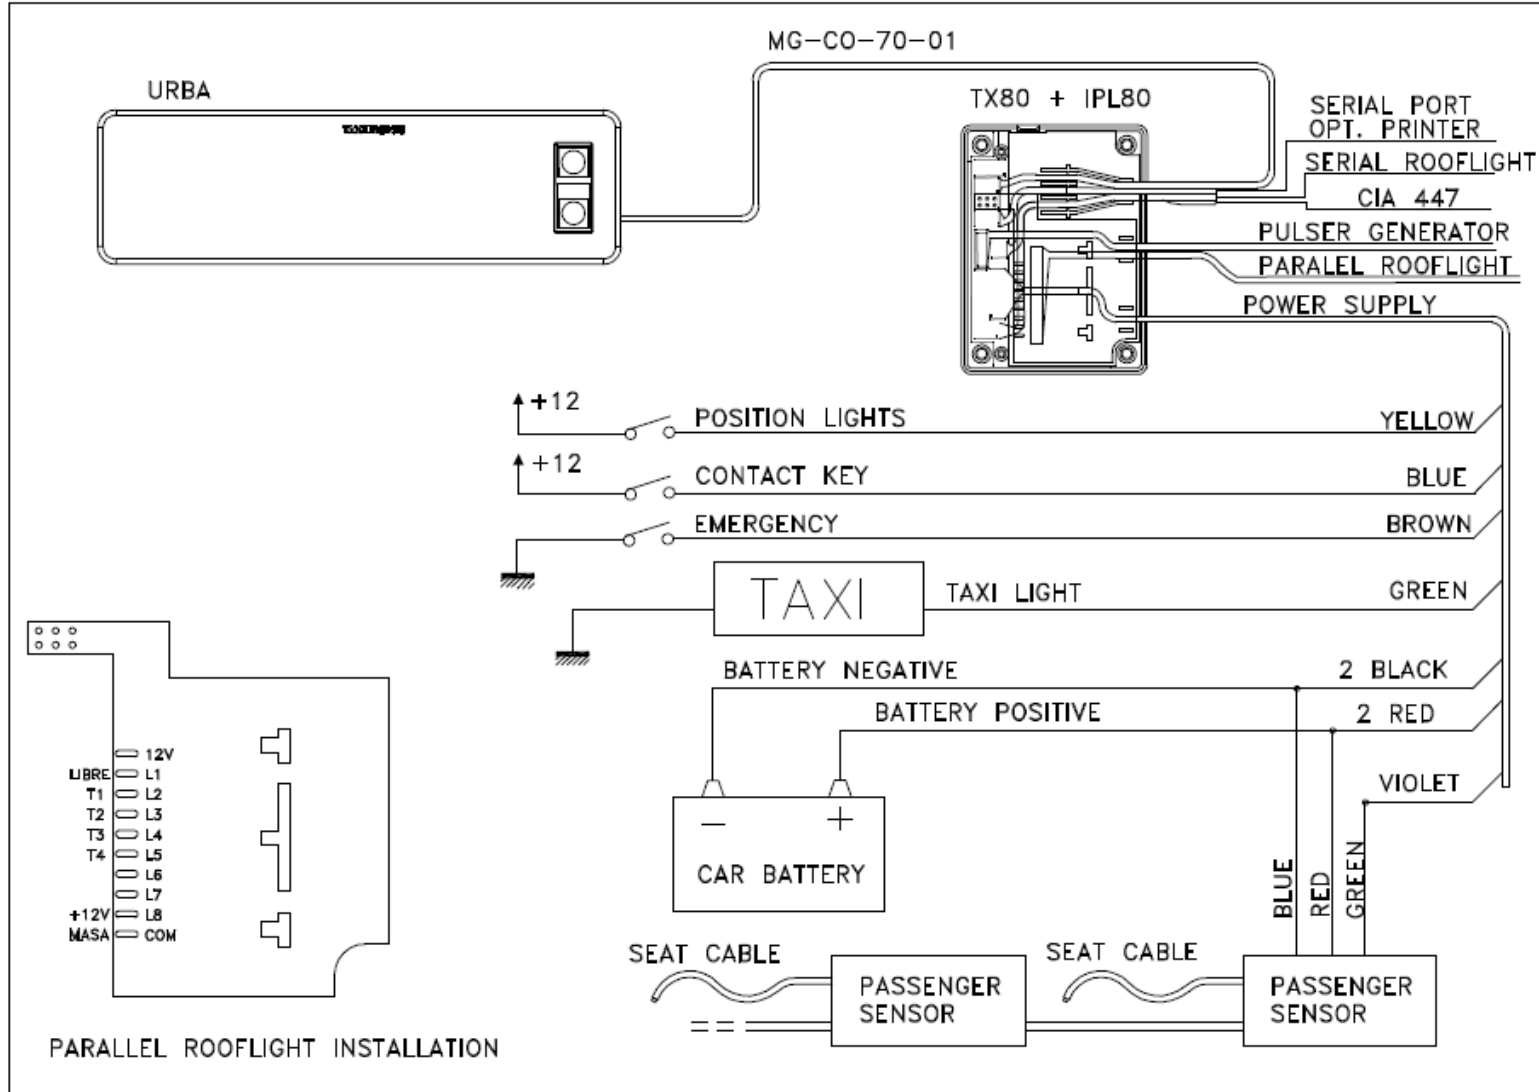 MG-CO-70-01
URBA
TX80 + IPL80
SERIAL PORT
OPT. PRINTER
SERIAL ROOFLIGHT
CIA 447
PULSER GENERATOR
PARALEL ROOFLIGHT
POWER SUPPLY
+12
POSITION LIGHTS
YELLOW
+12
CONTACT KEY
BLUE
EMERGENCY
BROWN
TAXI
TAXI LIGHT
GREEN
BATTERY NEGATIVE
2 BLACK
BATTERY POSITIVE
2 RED
VIOLET
- +
CAR BATTERY
BLUE
RED
GREEN
SEAT CABLE
PASSENGER
SENSOR
SEAT CABLE
PASSENGER
SENSOR
12V
LIBRE L1
T1 L2
T2 L3
T3 L4
T4 L5
L6
L7
+12V L8
MASA COM
PARALLEL ROOFLIGHT INSTALLATION